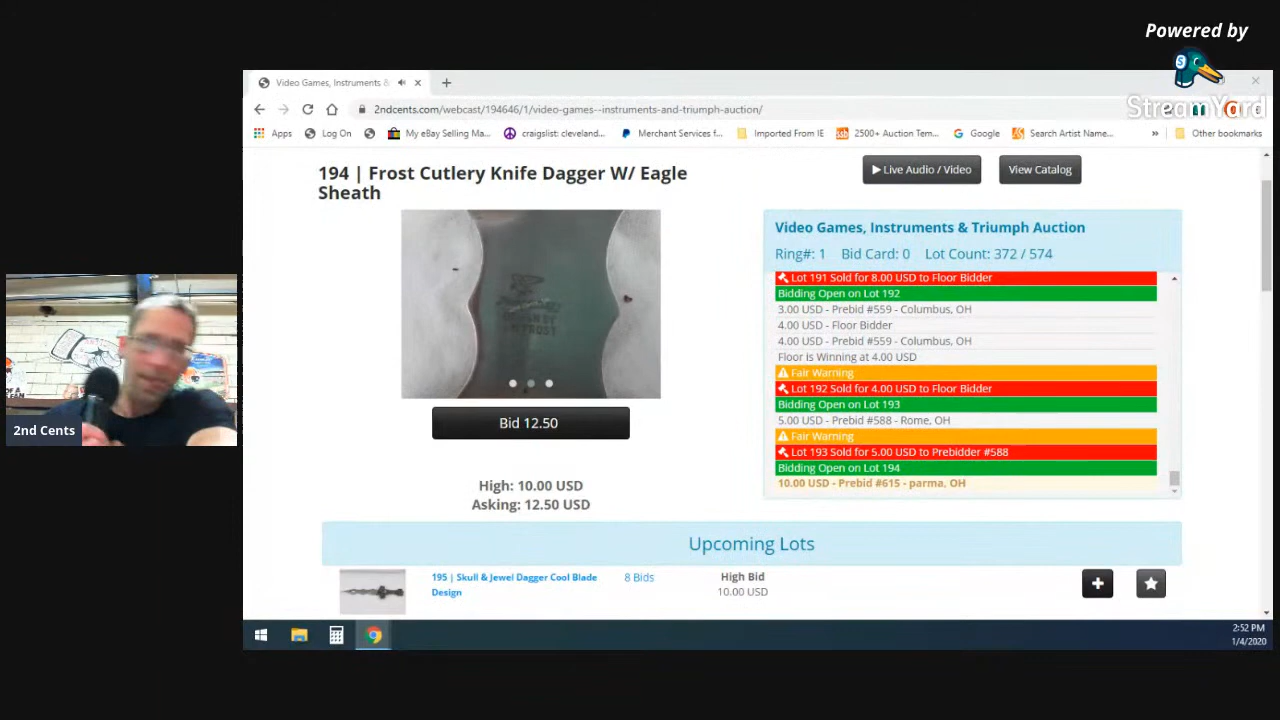 Powered by
StreamYard
Video Games, Instruments &
2ndcents.com/webcast/194646/1/video-games--instruments-and-triumph-auction/
Apps
Log On
My eBay Selling Ma...
craigslist: cleveland...
Merchant Services f...
Imported From IE
2500+ Auction Tem...
Google
Search Artist Name...
»
Other bookmarks
194 | Frost Cutlery Knife Dagger W/ Eagle
Sheath
Live Audio / Video
View Catalog
Video Games, Instruments & Triumph Auction
Ring#: 1 Bid Card: 0 Lot Count: 372 / 574
Lot 191 Sold for 8.00 USD to Floor Bidder
Bidding Open on Lot 192
3.00 USD - Prebid #559 - Columbus, OH
4.00 USD - Floor Bidder
4.00 USD - Prebid #559 - Columbus, OH
Floor is Winning at 4.00 USD
Fair Warning
Lot 192 Sold for 4.00 USD to Floor Bidder
Bidding Open on Lot 193
5.00 USD - Prebid #588 - Rome, OH
Fair Warning
Lot 193 Sold for 5.00 USD to Prebidder #588
Bidding Open on Lot 194
10.00 USD - Prebid #615 - parma, OH
FROST
Bid 12.50
High: 10.00 USD
Asking: 12.50 USD
2nd Cents
Upcoming Lots
195 | Skull & Jewel Dagger Cool Blade
Design
8 Bids
High Bid
10.00 USD
2:52 PM
1/4/2020